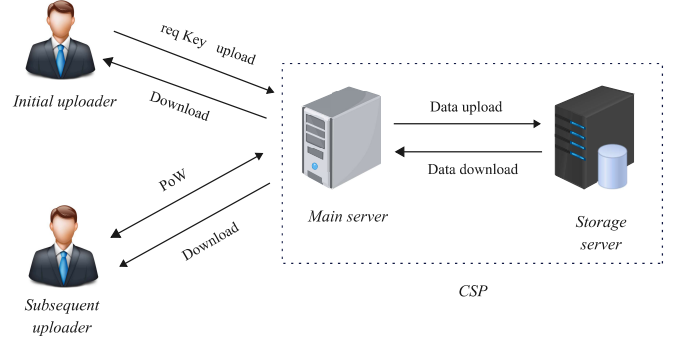 req Key upload
Initial uploader
Download
Data upload
Data download
PoW
Main server
Download
Storage
server
Subsequent
uploader
CSP